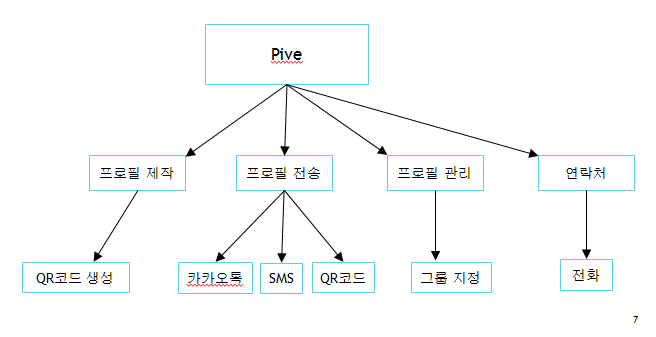 Pive
프로필 제작
프로필 전송
프로필 관리
연락처
QR코드 생성
카카오톡
SMS
QR코드
그룹 지정
전화
7